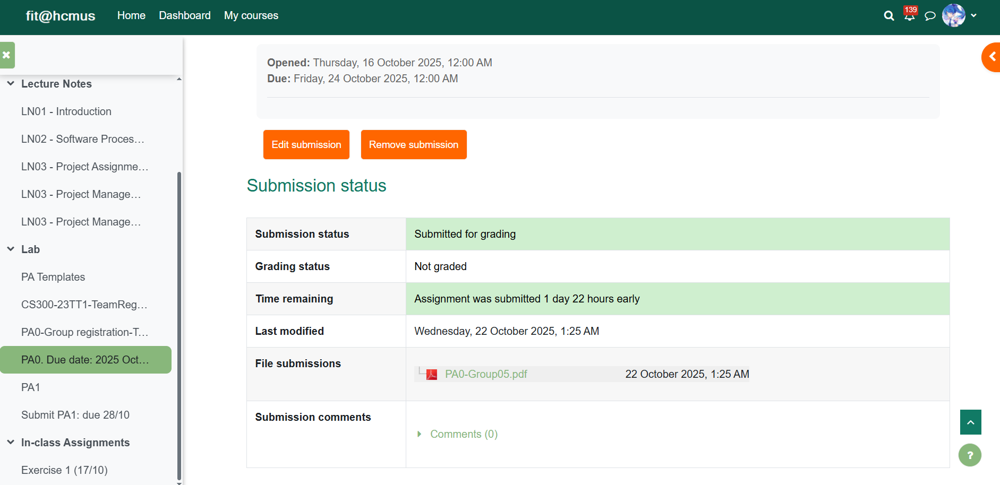 fit@hcmus
Home
Dashboard
My courses
139
Lecture Notes
LN01 - Introduction
LN02 - Software Proces…
LN03 - Project Assignme…
LN03 - Project Manage…
LN03 - Project Manage…
Lab
PA Templates
CS300-23TT1-TeamReg…
PA0-Group registration-T…
PA0. Due date: 2025 Oct…
PA1
Submit PA1: due 28/10
In-class Assignments
Exercise 1 (17/10)
Opened: Thursday, 16 October 2025, 12:00 AM
Due: Friday, 24 October 2025, 12:00 AM
Edit submission
Remove submission
Submission status
Submission status
Submitted for grading
Grading status
Not graded
Time remaining
Assignment was submitted 1 day 22 hours early
Last modified
Wednesday, 22 October 2025, 1:25 AM
File submissions
PA0-Group05.pdf
22 October 2025, 1:25 AM
Submission comments
Comments (0)
?